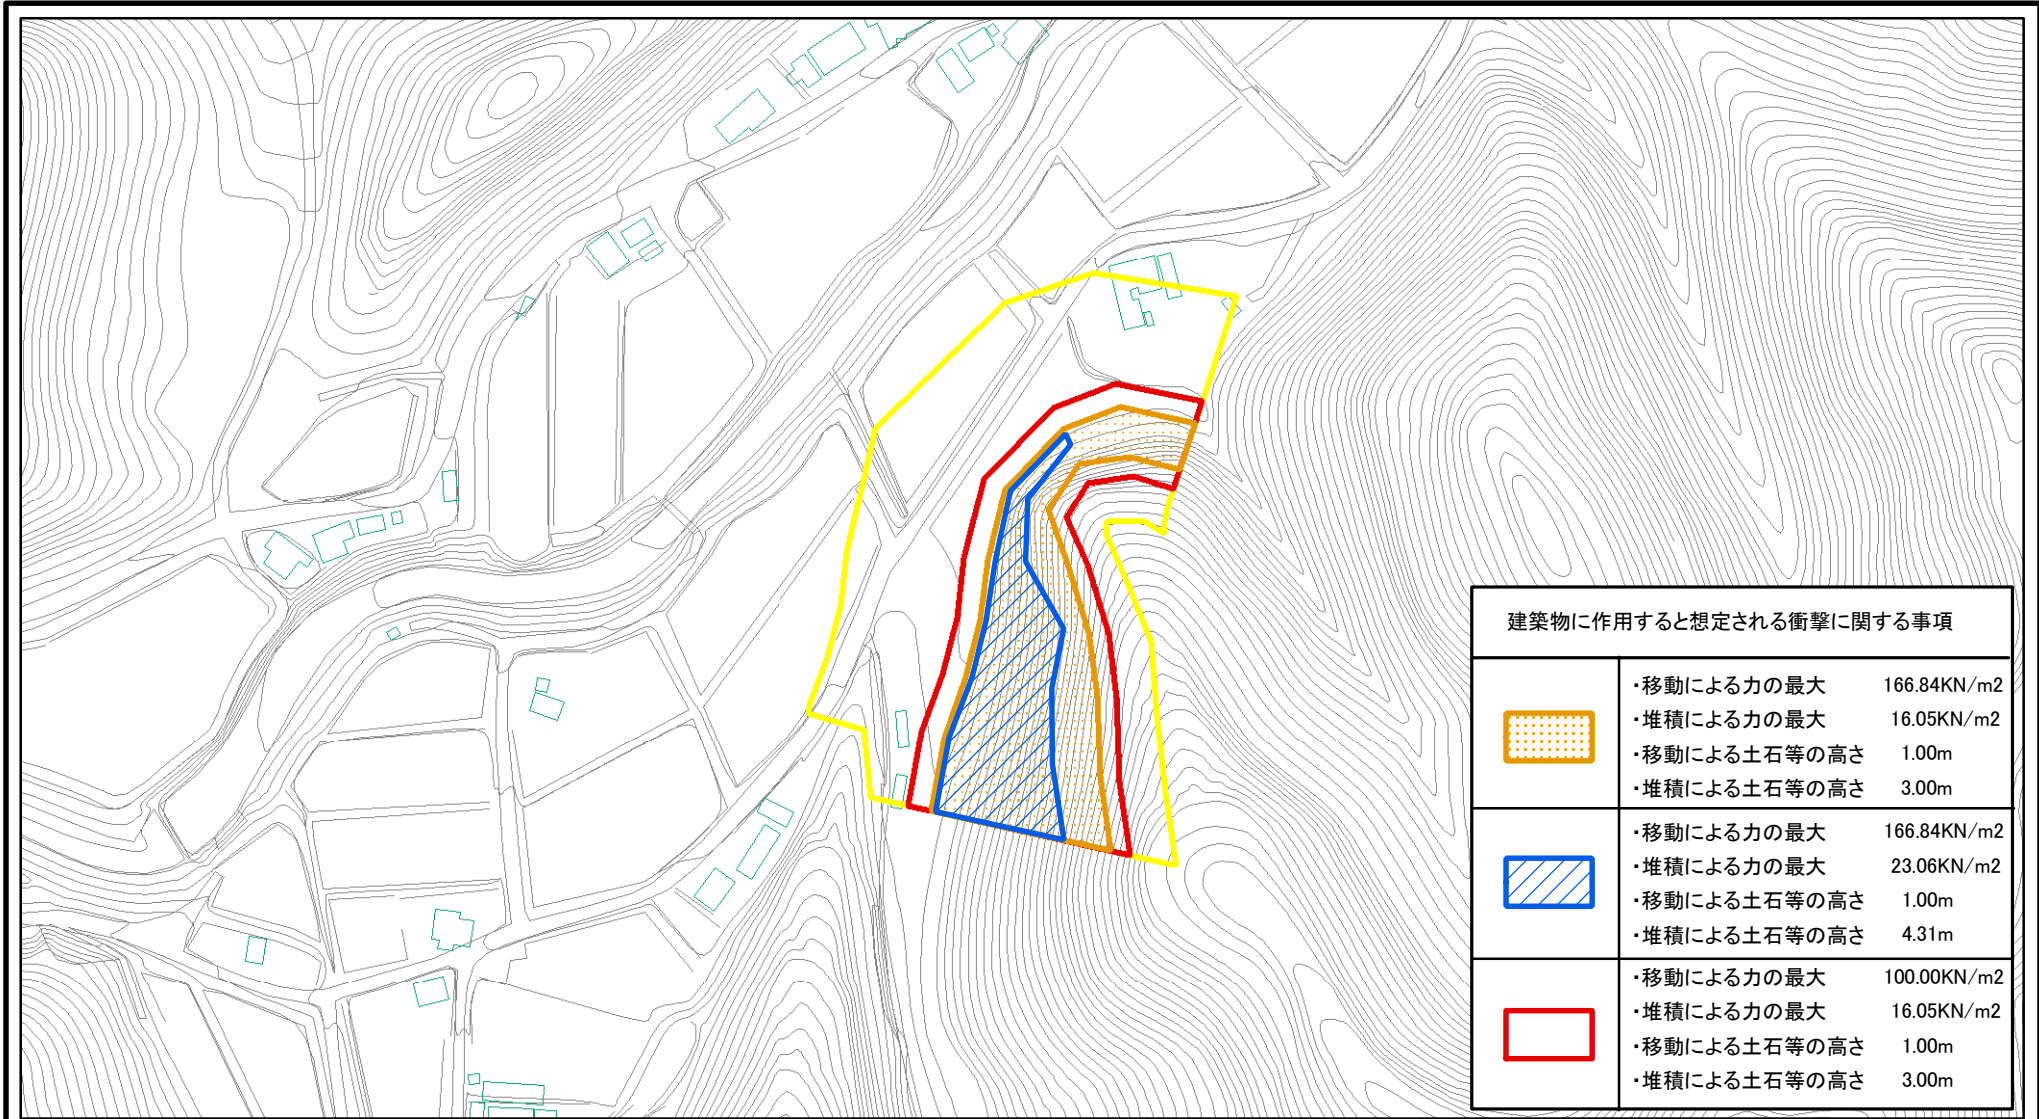 建築物に作用すると想定される衝撃に関する事項
・移動による力の最大 166.84KN/m2
・堆積による力の最大 16.05KN/m2
・移動による土石等の高さ 1.00m
・堆積による土石等の高さ 3.00m
・移動による力の最大 166.84KN/m2
・堆積による力の最大 23.06KN/m2
・移動による土石等の高さ 1.00m
・堆積による土石等の高さ 4.31m
・移動による力の最大 100.00KN/m2
・堆積による力の最大 16.05KN/m2
・移動による土石等の高さ 1.00m
・堆積による土石等の高さ 3.00m